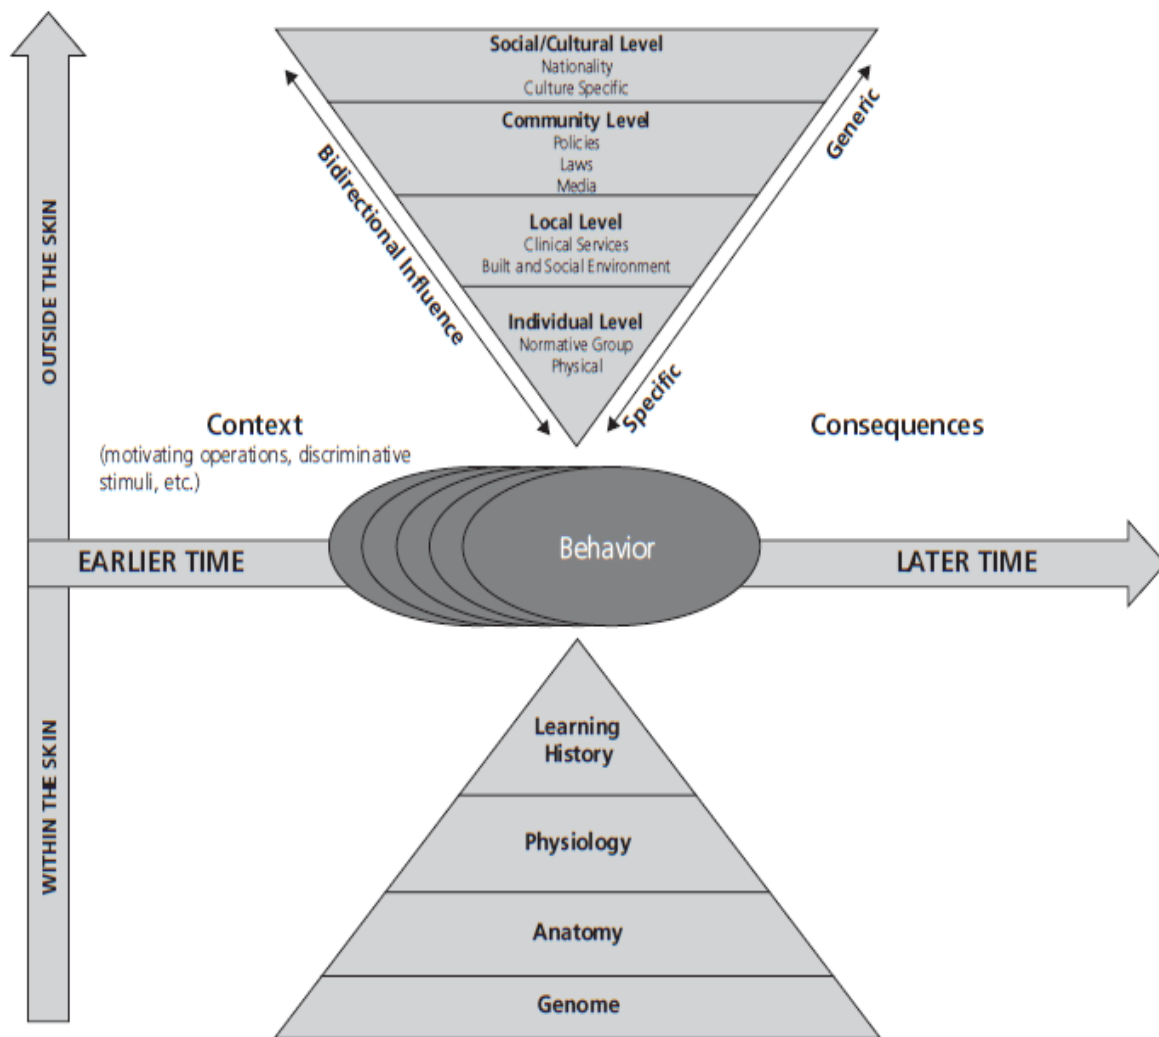 Social/Cultural Level
Nationality
Culture Specific
Community Level
Policies
Laws
Media
Local Level
Clinical Services
Built and Social Environment
Individual Level
Normative Group
Physical
Bidirectional Influence
Generic
Specific
OUTSIDE THE SKIN
Context
(motivating operations, discriminative
stimuli, etc.)
Consequences
EARLIER TIME
Behavior
LATER TIME
WITHIN THE SKIN
Learning
History
Physiology
Anatomy
Genome